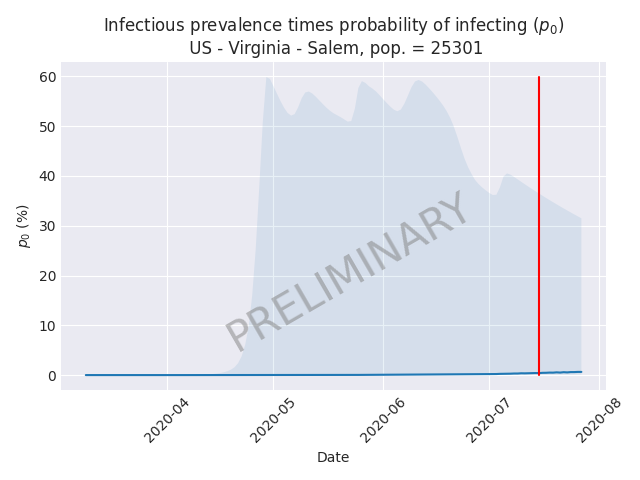 Infectious prevalence times probability of infecting (p₀)
US - Virginia - Salem, pop. = 25301
60
50
40
30
20
10
0
p₀ (%)
PRELIMINARY
2020-04
2020-05
2020-06
2020-07
2020-08
Date